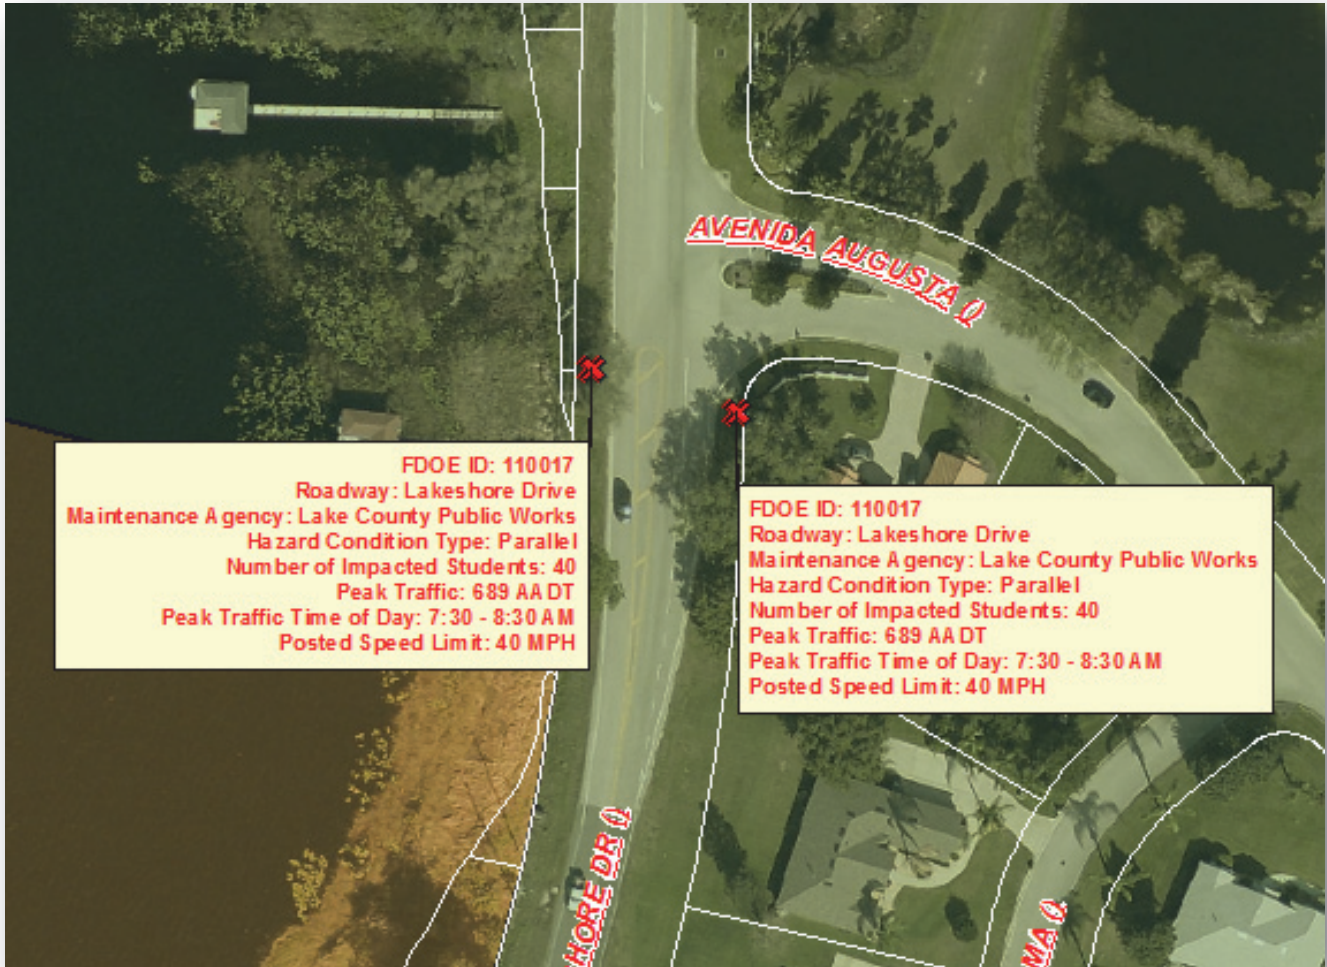 AVENIDA AUGUSTA
FDOE ID: 110017
Roadway: Lakeshore Drive
Maintenance Agency: Lake County Public Works
Hazard Condition Type: Parallel
Number of Impacted Students: 40
Peak Traffic: 689 AADT
Peak Traffic Time of Day: 7:30 - 8:30 AM
Posted Speed Limit: 40 MPH
FDOE ID: 110017
Roadway: Lakeshore Drive
Maintenance Agency: Lake County Public Works
Hazard Condition Type: Parallel
Number of Impacted Students: 40
Peak Traffic: 689 AADT
Peak Traffic Time of Day: 7:30 - 8:30 AM
Posted Speed Limit: 40 MPH
HORE DR
MA